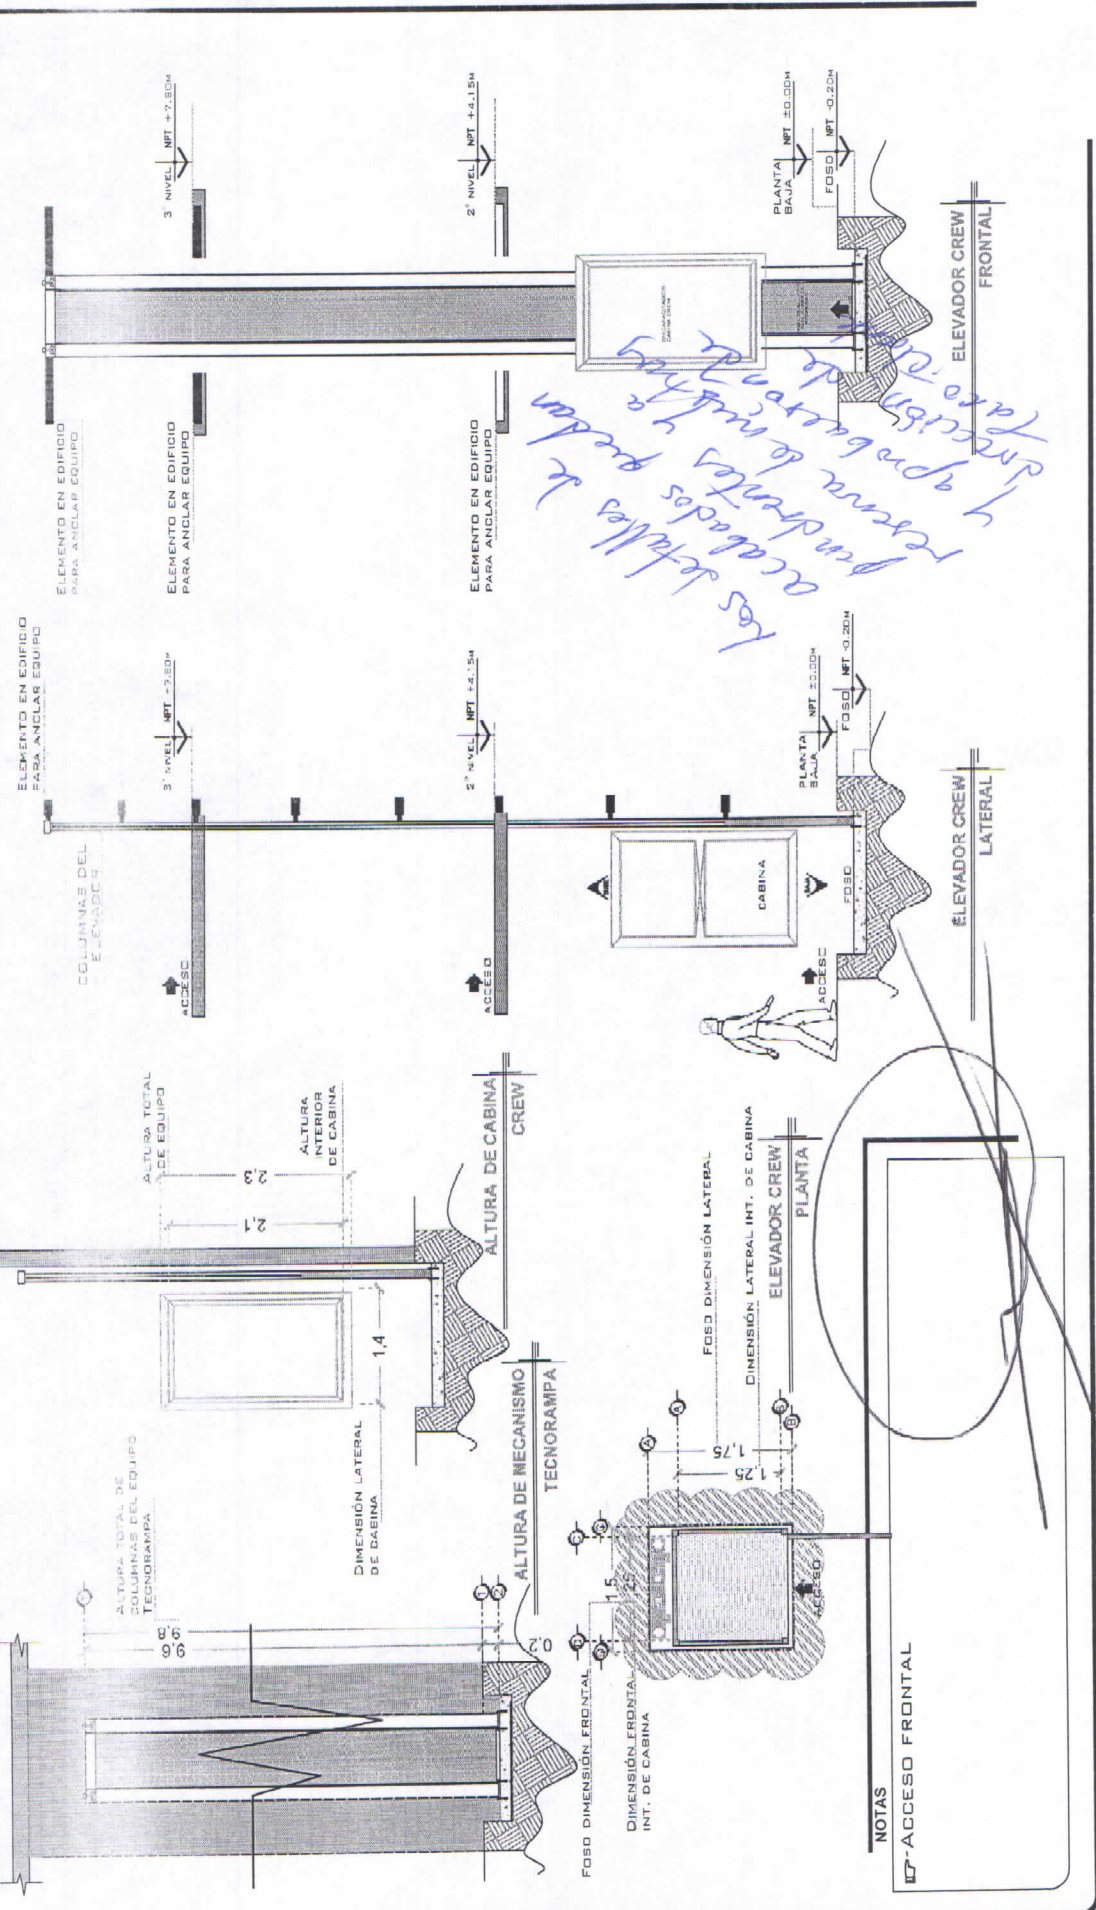 ALTURA TOTAL DE
COLUMNAS DEL EQUIPO
TECNORAMPA
9,8
9,6
0,2
1
2
ALTURA DE MECANISMO
TECNORAMPA
ALTURA TOTAL
DE EQUIPO
2,3
2,1
ALTURA
INTERIOR
DE CABINA
DIMENSIÓN LATERAL
DE CABINA
1,4
ALTURA DE CABINA
CREW
ELEMENTO EN EDIFICIO
PARA ANCLAR EQUIPO
COLUMNAS DEL
ELEVADOR
3° NIVEL NPT +7.80M
ACCESO
2° NIVEL NPT +4.15M
ACCESO
CABINA
ACCESO
FOSO
PLANTA
BAJA NPT ±0.00M
FOSO NPT -0.20M
ELEVADOR CREW
LATERAL
ELEMENTO EN EDIFICIO
PARA ANCLAR EQUIPO
3° NIVEL NPT +7.80M
ELEMENTO EN EDIFICIO
PARA ANCLAR EQUIPO
2° NIVEL NPT +4.15M
ELEMENTO EN EDIFICIO
PARA ANCLAR EQUIPO
CABINA CREW
PLANTA
BAJA NPT ±0.00M
FOSO NPT -0.20M
ELEVADOR CREW
FRONTAL
los detalles de
acabados quedan
pendientes y a
reserva de
FOSO DIMENSIÓN FRONTAL
DIMENSIÓN FRONTAL
INT. DE CABINA
1,5
A
A
B
B
C
C
1,75
1,25
FOSO DIMENSIÓN LATERAL
DIMENSIÓN LATERAL INT. DE CABINA
ACCESO
ELEVADOR CREW
PLANTA
NOTAS
-ACCESO FRONTAL